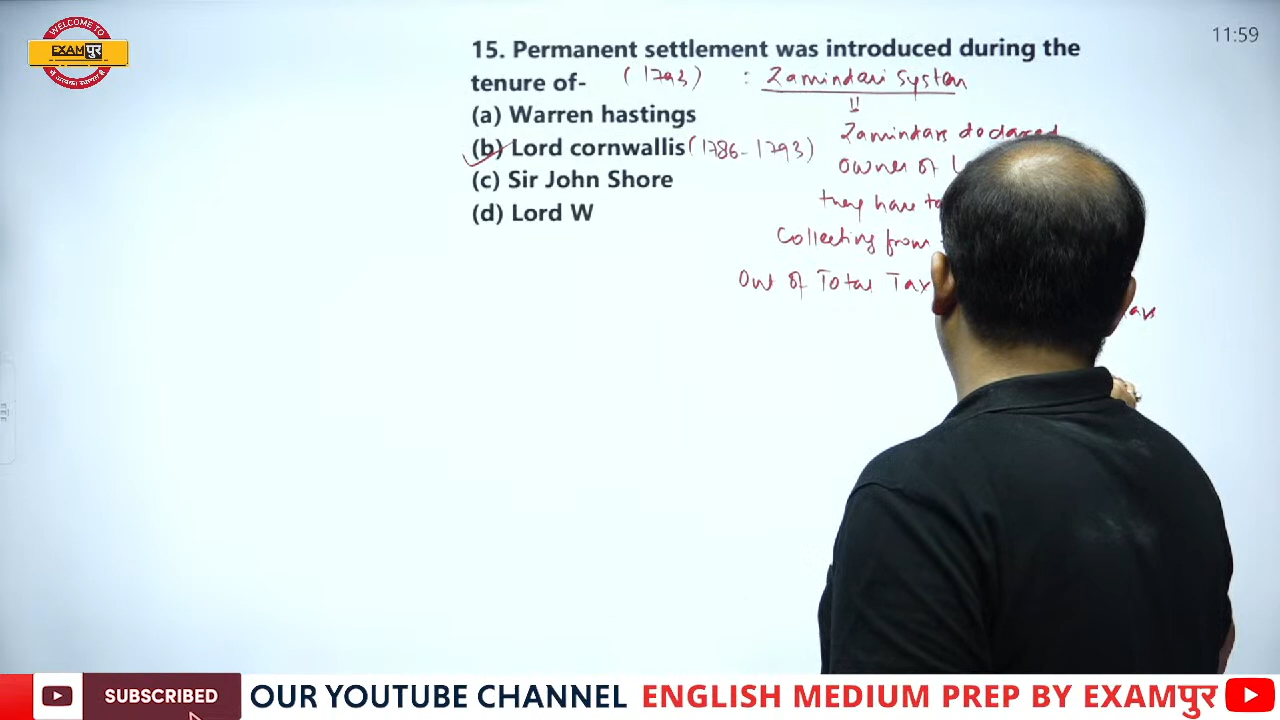 WELCOME TO
EXAMपुर
11:59
15. Permanent settlement was introduced during the
tenure of- (1793) : Zamindari System
(a) Warren hastings
Zamindars declared
(b) Lord cornwallis (1786-1793)
owner of
(c) Sir John Shore
they have to
(d) Lord W
Collecting from
Out of Total Tax
SUBSCRIBED
OUR YOUTUBE CHANNEL ENGLISH MEDIUM PREP BY EXAMपुर